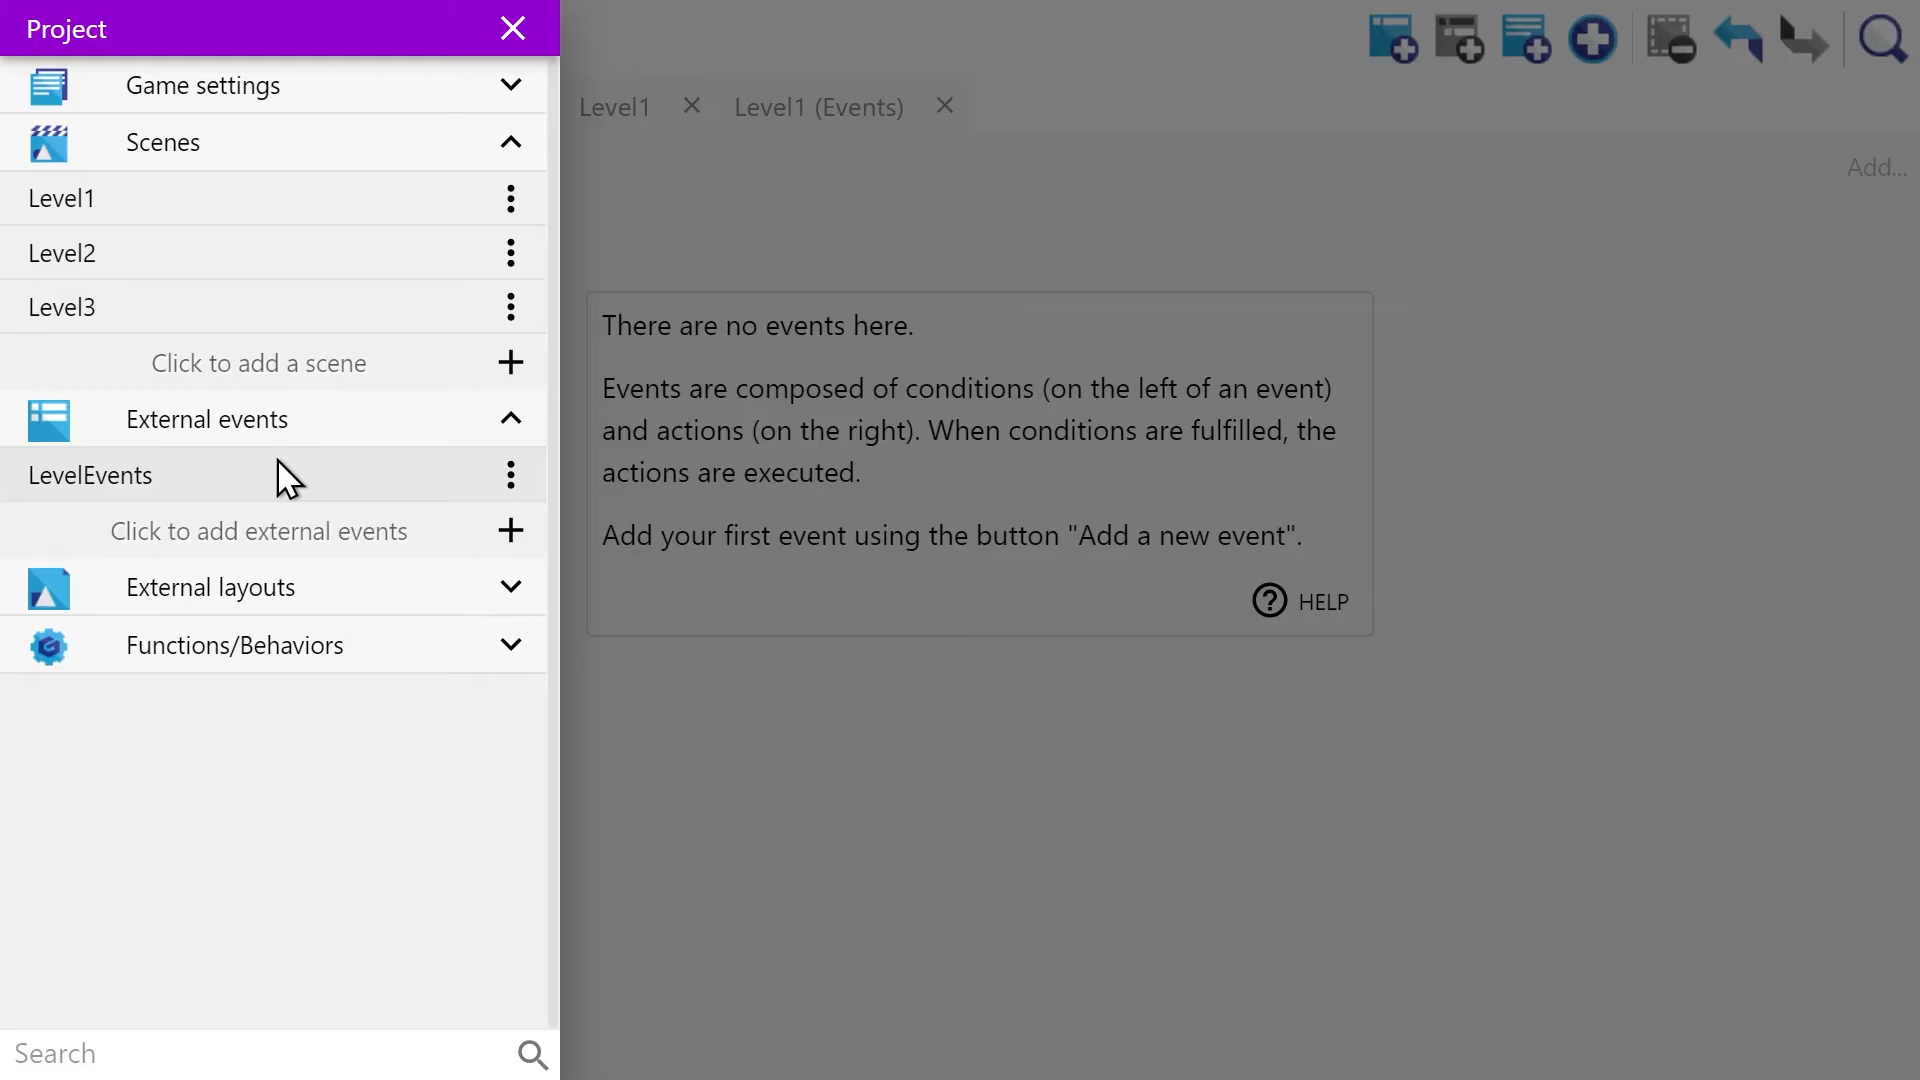 Project
Game settings
Scenes
Level1
Level2
Level3
Click to add a scene
External events
LevelEvents
Click to add external events
External layouts
Functions/Behaviors
Search
Level1
Level1 (Events)
Add...
There are no events here.
Events are composed of conditions (on the left of an event)
and actions (on the right). When conditions are fulfilled, the
actions are executed.
Add your first event using the button "Add a new event".
HELP